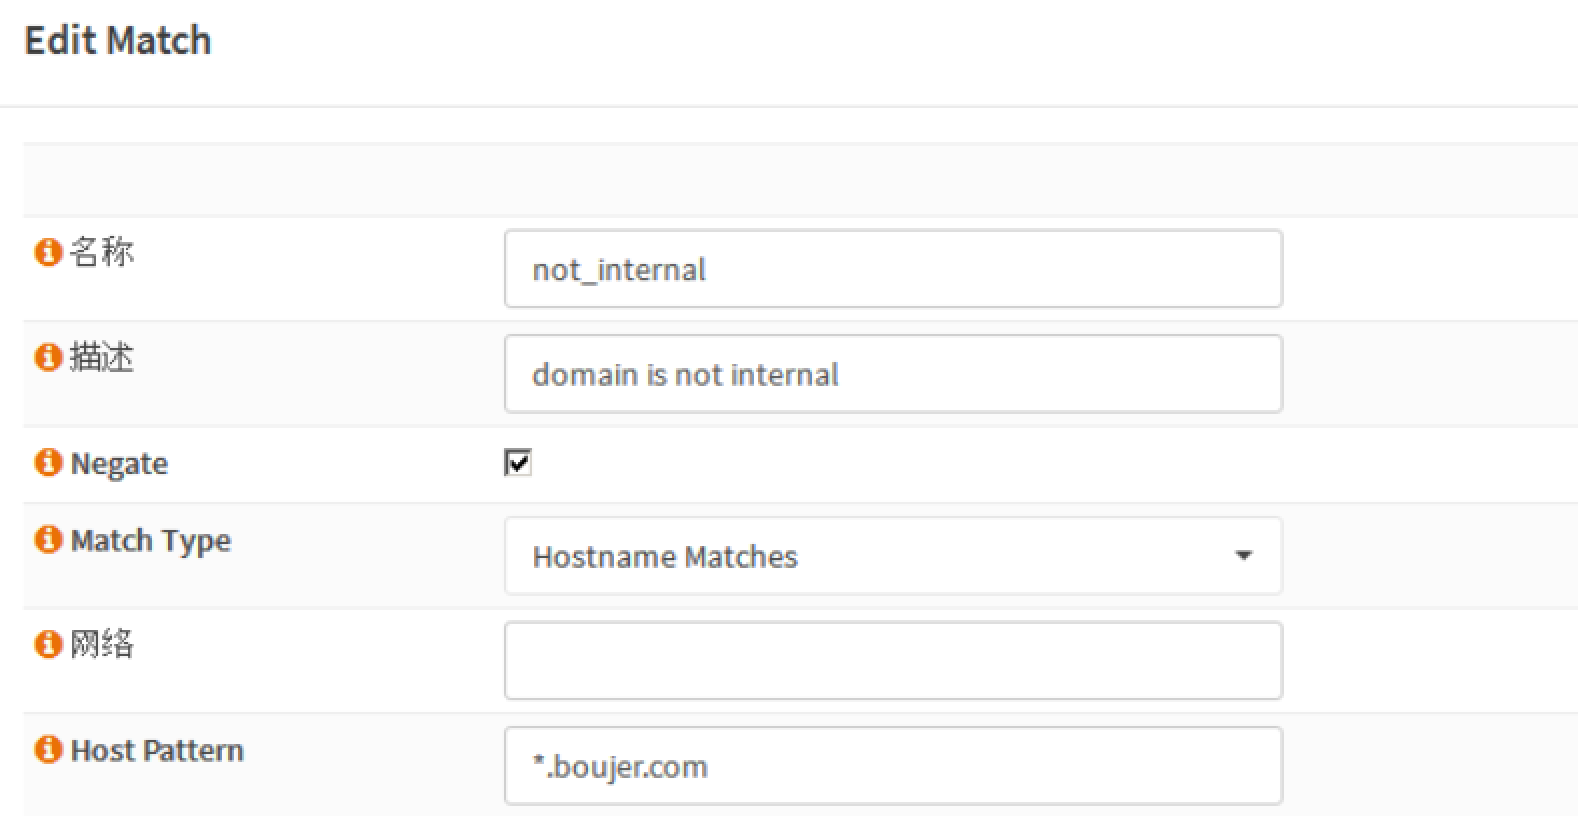 Edit Match
名称
not_internal
描述
domain is not internal
Negate
Match Type
Hostname Matches
网络
Host Pattern
*.boujer.com